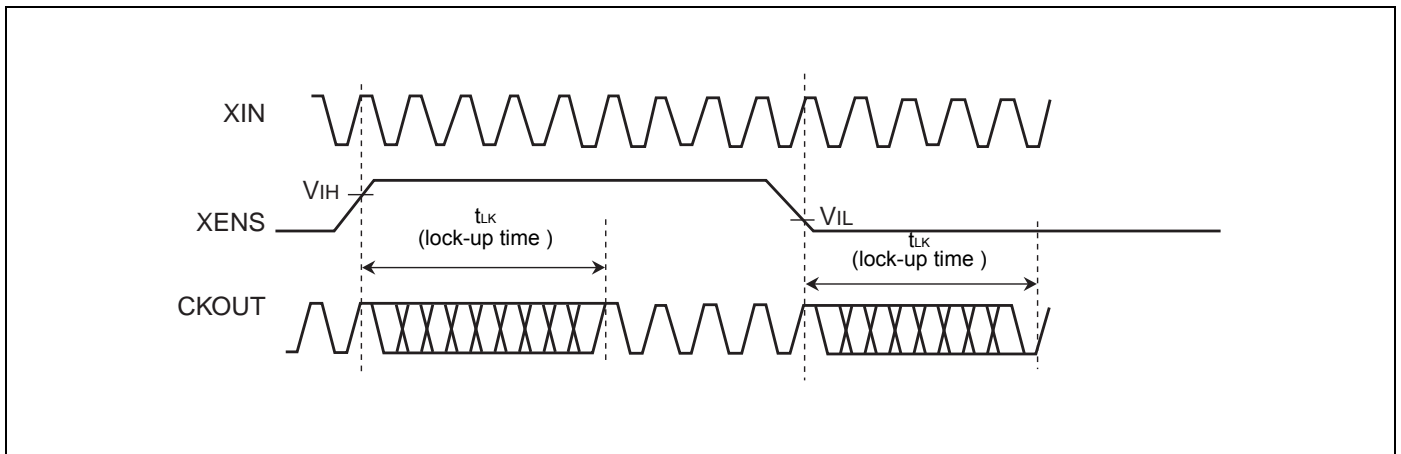 XIN
VIH
XENS
tLK
(lock-up time )
VIL
tLK
(lock-up time )
CKOUT